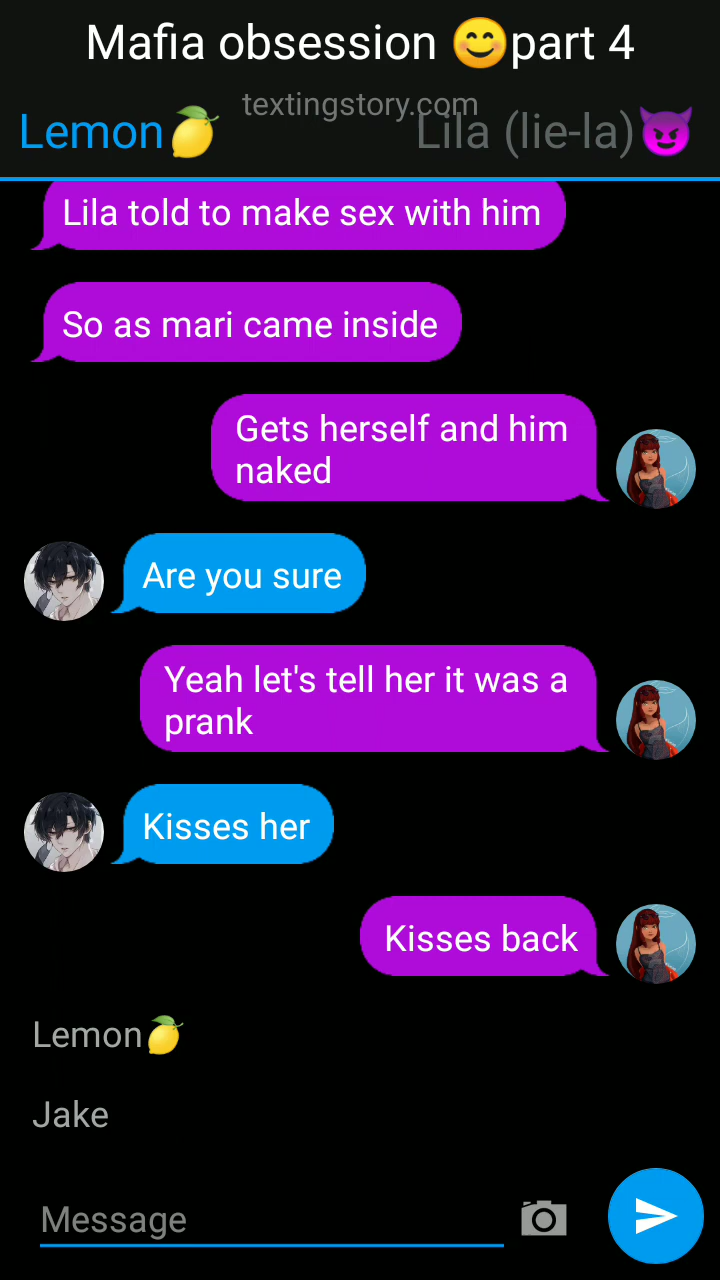 Mafia obsession 😊part 4
textingstory.com
Lemon🍋 Lila (lie-la)😈
Lila told to make sex with him
So as mari came inside
Gets herself and him
naked
Are you sure
Yeah let's tell her it was a
prank
Kisses her
Kisses back
Lemon🍋
Jake
Message